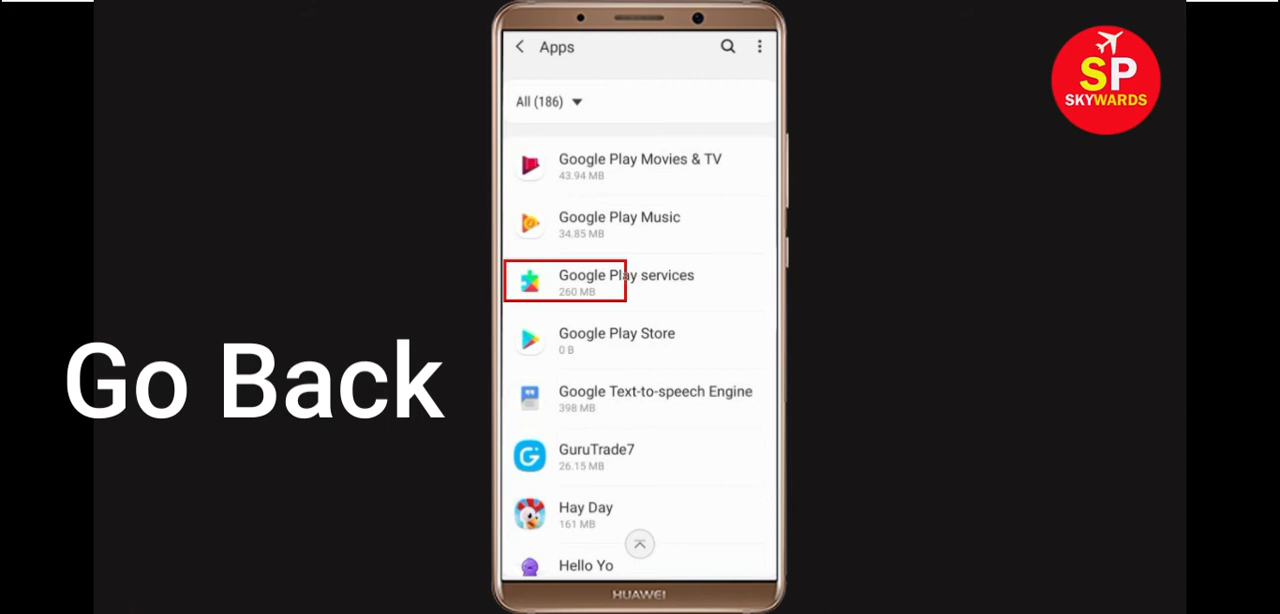 Apps
All (186)
Google Play Movies & TV
43.94 MB
Google Play Music
34.85 MB
Google Play services
260 MB
Google Play Store
0 B
Google Text-to-speech Engine
398 MB
GuruTrade7
26.15 MB
Hay Day
161 MB
Hello Yo
HUAWEI
Go Back
SP
SKYWARDS